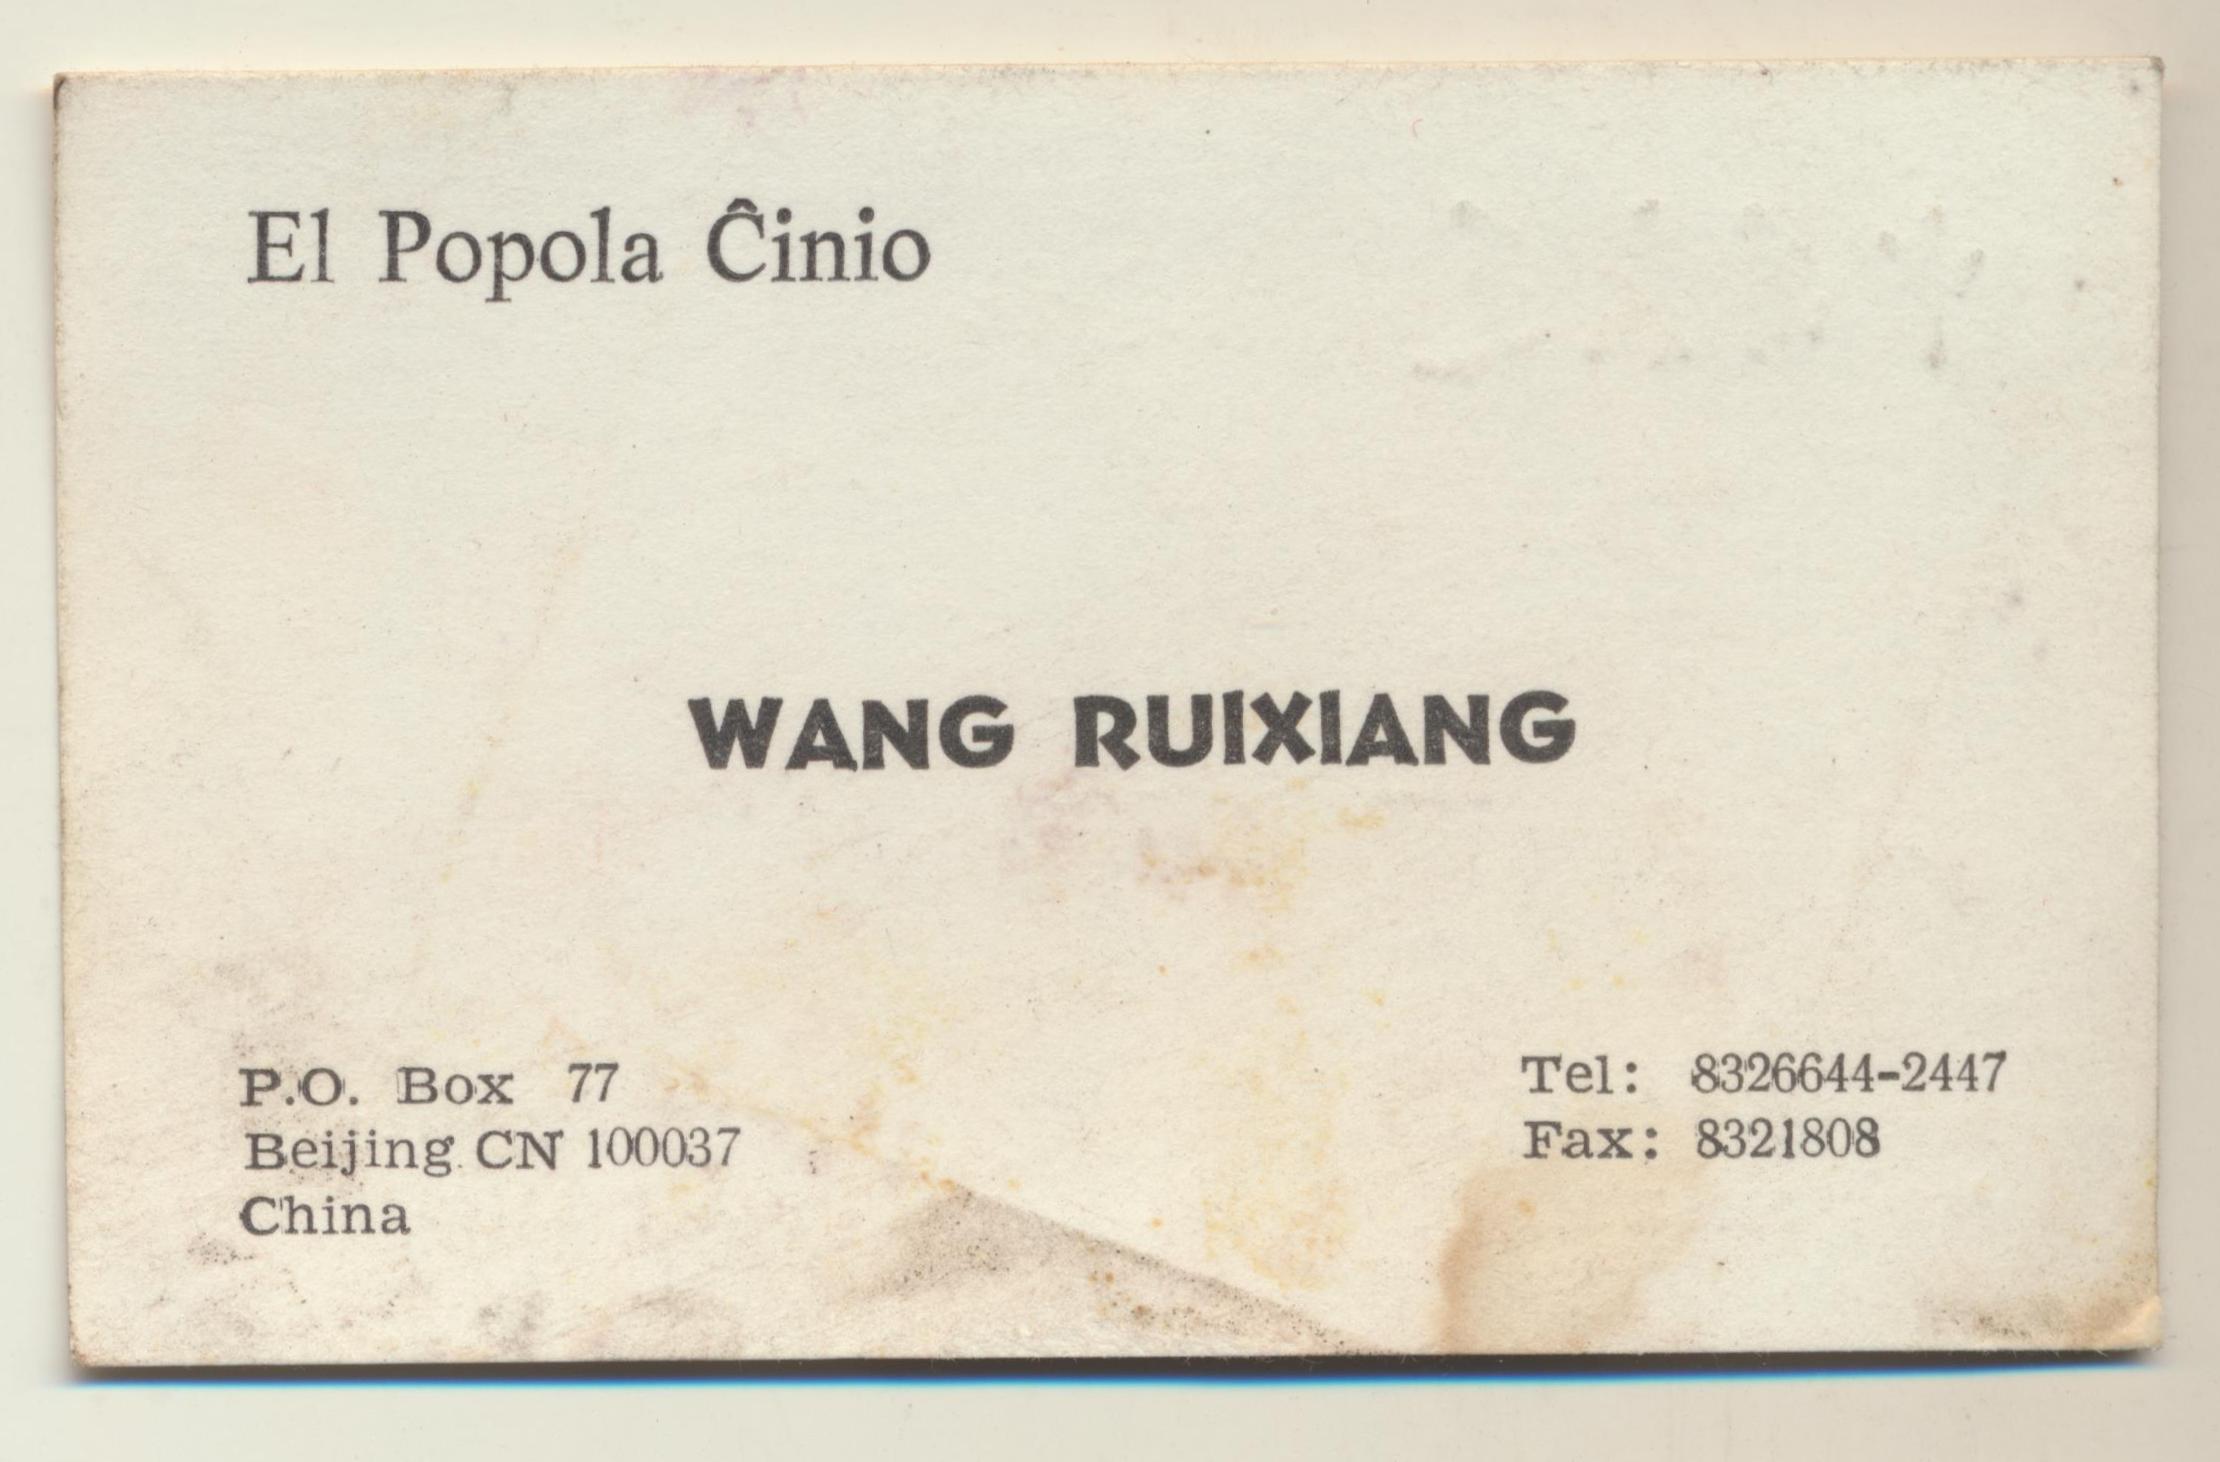 El Popola Ĉinio
WANG RUIXIANG
P.O. Box 77
Beijing CN 100037
China
Tel: 8326644-2447
Fax: 8321808